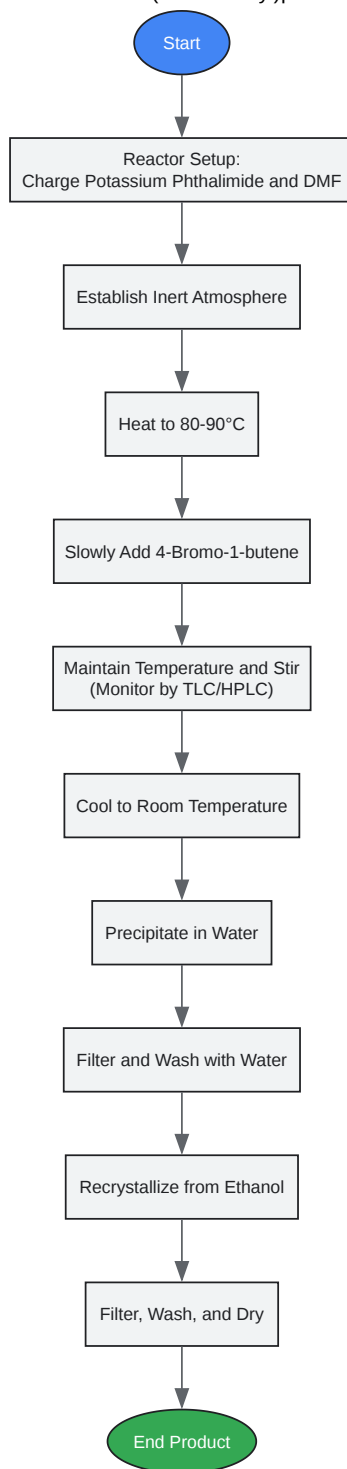 Start
Reactor Setup:
Charge Potassium Phthalimide and DMF
Establish Inert Atmosphere
Heat to 80-90°C
Slowly Add 4-Bromo-1-butene
Maintain Temperature and Stir
(Monitor by TLC/HPLC)
Cool to Room Temperature
Precipitate in Water
Filter and Wash with Water
Recrystallize from Ethanol
Filter, Wash, and Dry
End Product